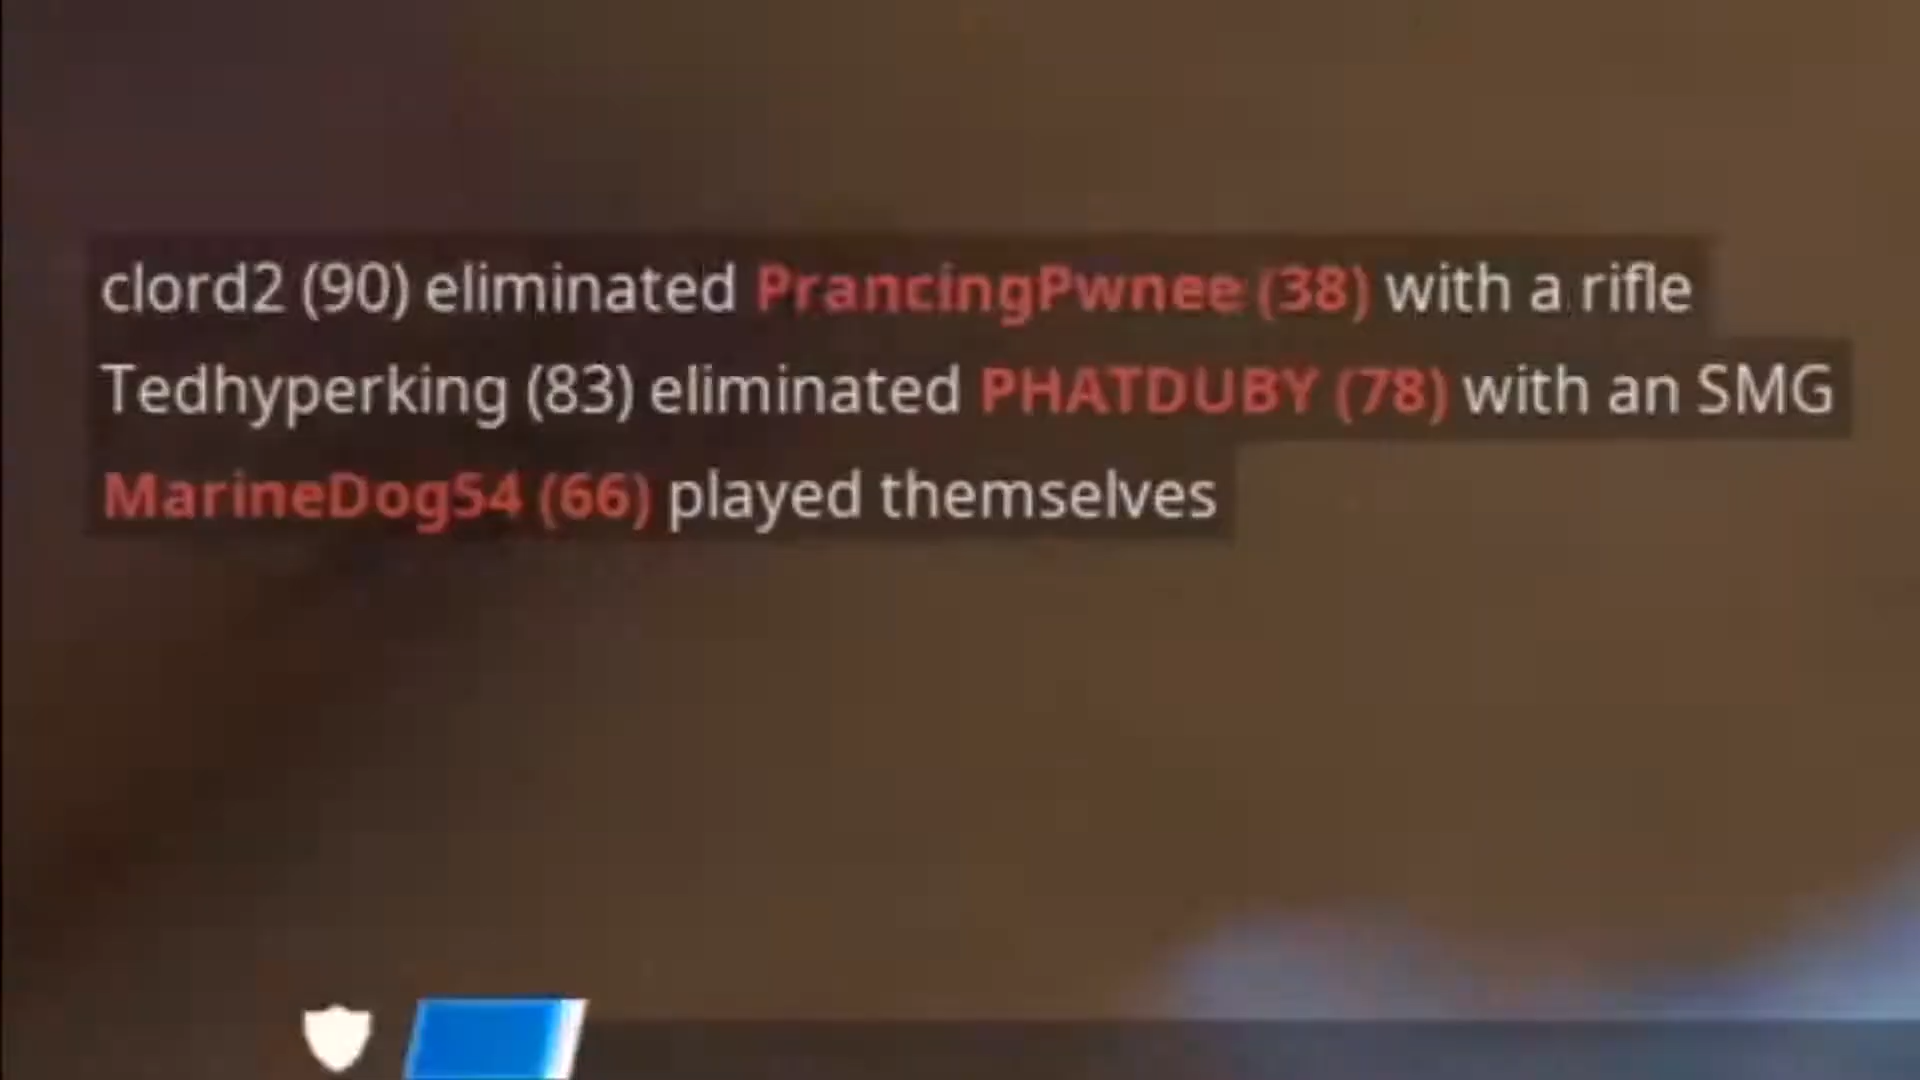 clord2 (90) eliminated PrancingPwnee (38) with a rifle
Tedhyperking (83) eliminated PHATDUBY (78) with an SMG
MarineDog54 (66) played themselves